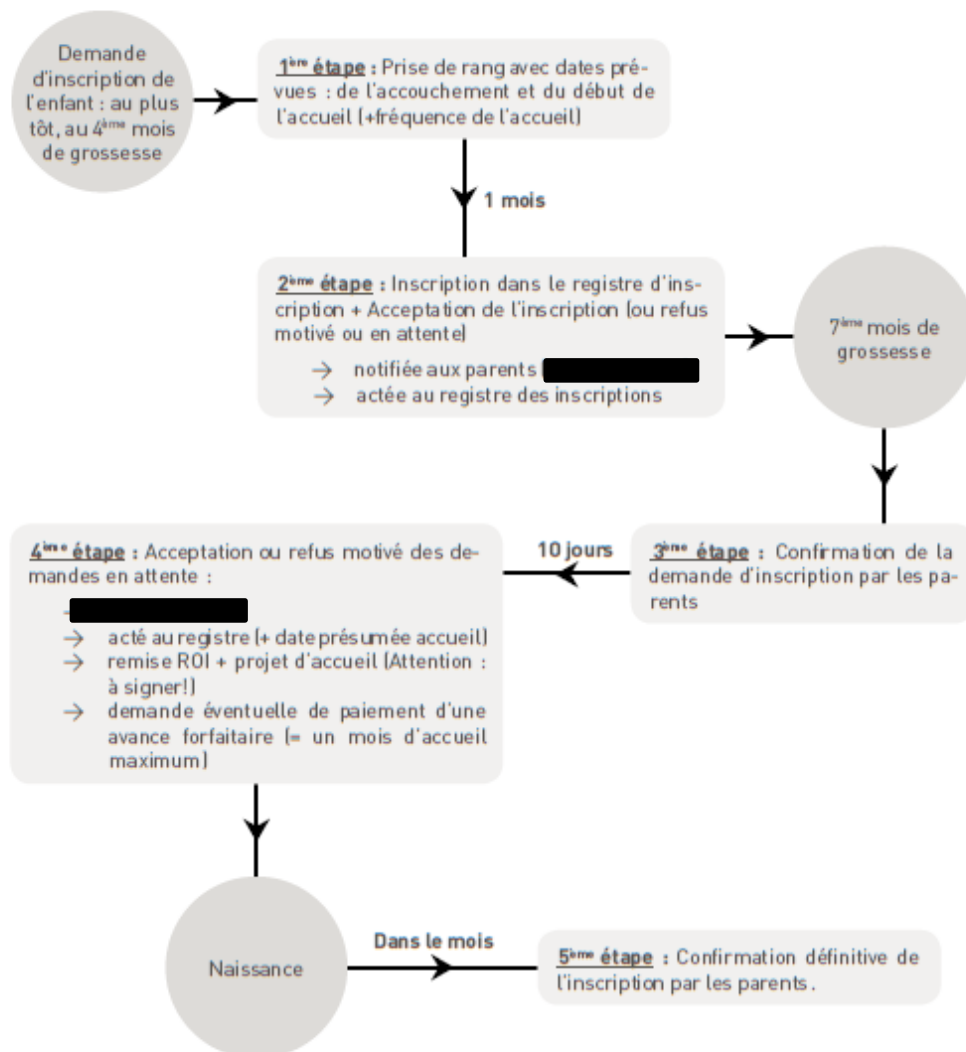 Demande
d'inscription de
l'enfant : au plus
tôt, au 4ème mois
de grossesse
1ère étape : Prise de rang avec dates pré-
vues : de l'accouchement et du début de
l'accueil (+fréquence de l'accueil)
1 mois
2ème étape : Inscription dans le registre d'ins-
cription + Acceptation de l'inscription (ou refus
motivé ou en attente)
→ notifiée aux parents
→ actée au registre des inscriptions
7ème mois de
grossesse
3ème étape : Confirmation de la
demande d'inscription par les pa-
rents
10 jours
4ème étape : Acceptation ou refus motivé des de-
mandes en attente :
→ acté au registre (+ date présumée accueil)
→ remise ROI + projet d'accueil (Attention :
à signer!)
→ demande éventuelle de paiement d'une
avance forfaitaire (= un mois d'accueil
maximum)
Naissance
Dans le mois
5ème étape : Confirmation définitive de
l'inscription par les parents.